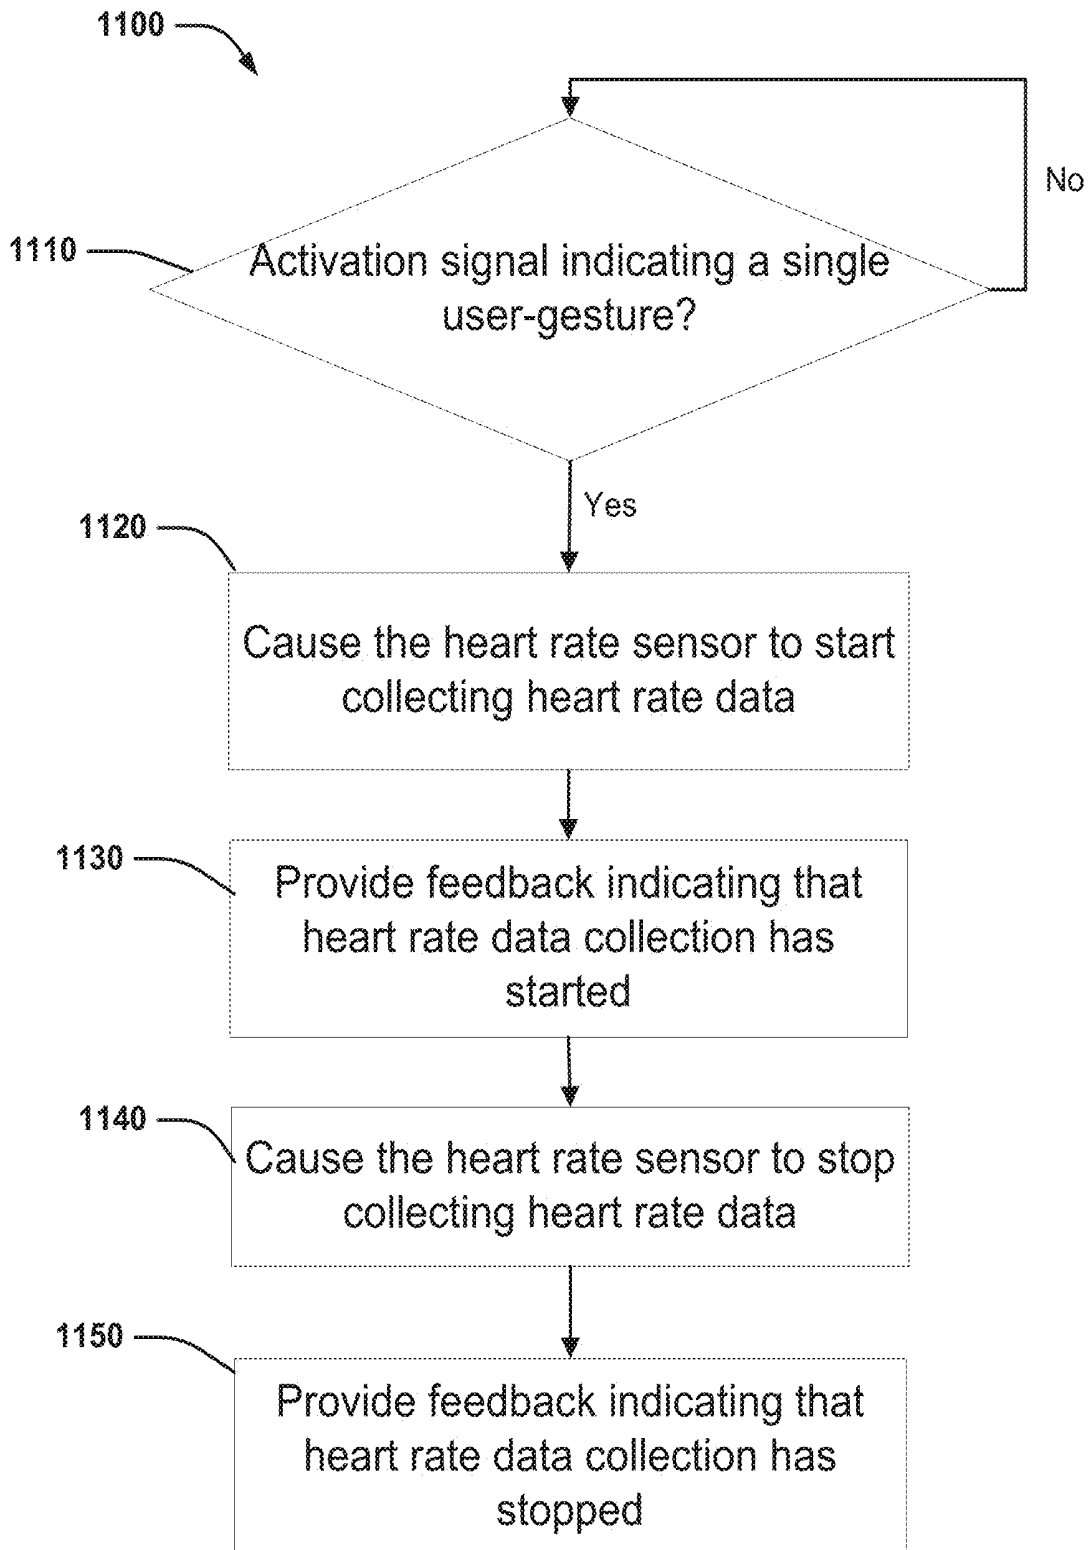 1100
No
1110
Activation signal indicating a single
user-gesture?
Yes
1120
Cause the heart rate sensor to start
collecting heart rate data
1130
Provide feedback indicating that
heart rate data collection has
started
1140
Cause the heart rate sensor to stop
collecting heart rate data
1150
Provide feedback indicating that
heart rate data collection has
stopped